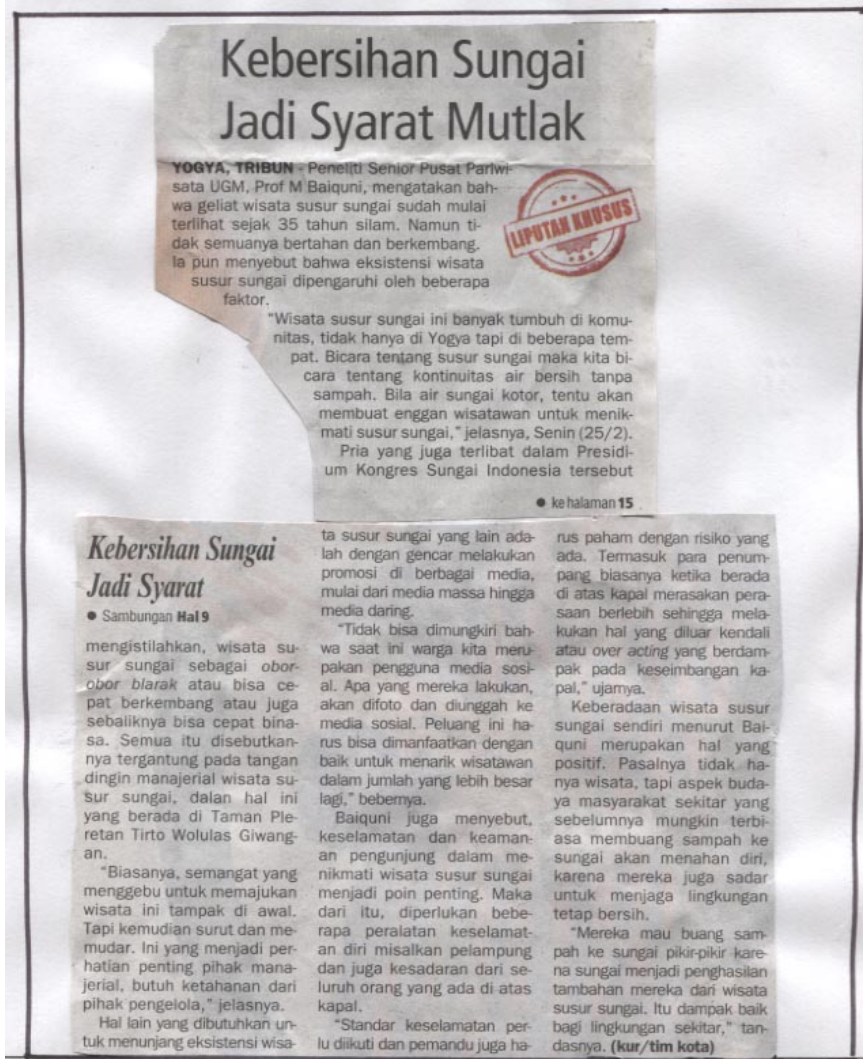 Kebersihan Sungai
Jadi Syarat Mutlak
YOGYA, TRIBUN - Peneliti Senior Pusat Pariwi-
sata UGM, Prof M Baiquni, mengatakan bah-
wa geliat wisata susur sungai sudah mulai
terlihat sejak 35 tahun silam. Namun ti-
dak semuanya bertahan dan berkembang.
Ia pun menyebut bahwa eksistensi wisata
susur sungai dipengaruhi oleh beberapa
faktor.
LIPUTAN KHUSUS
"Wisata susur sungai ini banyak tumbuh di komu-
nitas, tidak hanya di Yogya tapi di beberapa tem-
pat. Bicara tentang susur sungai maka kita bi-
cara tentang kontinuitas air bersih tanpa
sampah. Bila air sungai kotor, tentu akan
membuat enggan wisatawan untuk menik-
mati susur sungai," jelasnya, Senin (25/2).
Pria yang juga terlibat dalam Presidi-
um Kongres Sungai Indonesia tersebut
● ke halaman 15
Kebersihan Sungai
Jadi Syarat
● Sambungan Hal 9
mengistilahkan, wisata su-
sur sungai sebagai obor-
obor blarak atau bisa ce-
pat berkembang atau juga
sebaliknya bisa cepat bina-
sa. Semua itu disebutkan-
nya tergantung pada tangan
dingin manajerial wisata su-
sur sungai, dalan hal ini
yang berada di Taman Ple-
retan Tirto Wolulas Giwang-
an.
"Biasanya, semangat yang
menggebu untuk memajukan
wisata ini tampak di awal.
Tapi kemudian surut dan me-
mudar. Ini yang menjadi per-
hatian penting pihak mana-
jerial, butuh ketahanan dari
pihak pengelola," jelasnya.
Hal lain yang dibutuhkan un-
tuk menunjang eksistensi wisa-
ta susur sungai yang lain ada-
lah dengan gencar melakukan
promosi di berbagai media,
mulai dari media massa hingga
media daring.
"Tidak bisa dimungkiri bah-
wa saat ini warga kita meru-
pakan pengguna media sosi-
al. Apa yang mereka lakukan,
akan difoto dan diunggah ke
media sosial. Peluang ini ha-
rus bisa dimanfaatkan dengan
baik untuk menarik wisatawan
dalam jumlah yang lebih besar
lagi," bebernya.
Baiquni juga menyebut,
keselamatan dan keaman-
an pengunjung dalam me-
nikmati wisata susur sungai
menjadi poin penting. Maka
dari itu, diperlukan bebe-
rapa peralatan keselamat-
an diri misalkan pelampung
dan juga kesadaran dari se-
luruh orang yang ada di atas
kapal.
"Standar keselamatan per-
lu diikuti dan pemandu juga ha-
rus paham dengan risiko yang
ada. Termasuk para penum-
pang biasanya ketika berada
di atas kapal merasakan pera-
saan berlebih sehingga mela-
kukan hal yang diluar kendali
atau over acting yang berdam-
pak pada keseimbangan ka-
pal," ujarnya.
Keberadaan wisata susur
sungai sendiri menurut Bai-
quni merupakan hal yang
positif. Pasalnya tidak ha-
nya wisata, tapi aspek buda-
ya masyarakat sekitar yang
sebelumnya mungkin terbi-
asa membuang sampah ke
sungai akan menahan diri,
karena mereka juga sadar
untuk menjaga lingkungan
tetap bersih.
"Mereka mau buang sam-
pah ke sungai pikir-pikir kare-
na sungai menjadi penghasilan
tambahan mereka dari wisata
susur sungai. Itu dampak baik
bagi lingkungan sekitar," tan-
dasnya. (kur/tim kota)